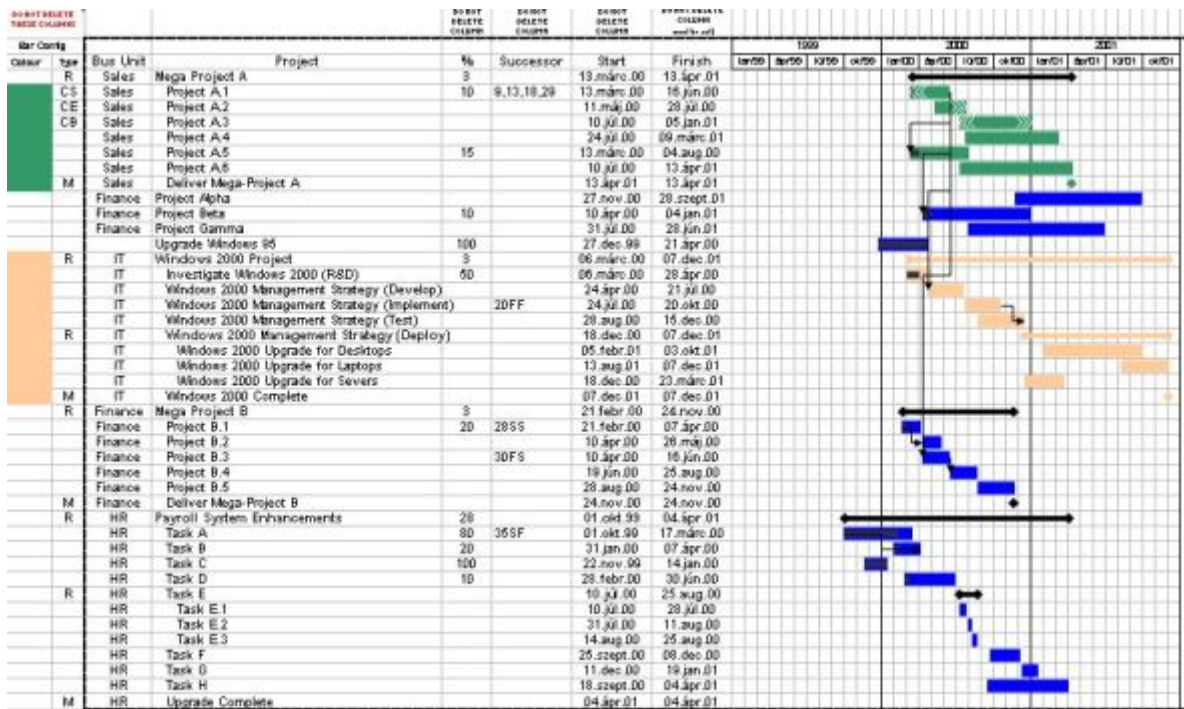 DO NOT DELETE THESE COLUMNS DO NOT DELETE COLUMN DO NOT DELETE COLUMN DO NOT DELETE COLUMN DO NOT DELETE COLUMN
Bar Config 1999 2000 2001
Colour Type Bus Unit Project % Successor Start Finish
R Sales Mega Project A 3 13.márc.00 13.ápr.01
CS Sales Project A.1 10 9,13,18,29 13.márc.00 16.jún.00
CE Sales Project A.2 11.máj.00 28.júl.00
CB Sales Project A.3 10.júl.00 05.jan.01
Sales Project A.4 24.júl.00 09.márc.01
Sales Project A.5 15 13.márc.00 04.aug.00
Sales Project A.6 10.júl.00 13.ápr.01
M Sales Deliver Mega-Project A 13.ápr.01 13.ápr.01
Finance Project Alpha 27.nov.00 28.szept.01
Finance Project Beta 10 10.ápr.00 04.jan.01
Finance Project Gamma 31.júl.00 28.jún.01
Upgrade Windows 95 100 27.dec.99 21.ápr.00
R IT Windows 2000 Project 3 06.márc.00 07.dec.01
IT Investigate Windows 2000 (R&D) 50 06.márc.00 28.ápr.00
IT Windows 2000 Management Strategy (Develop) 24.ápr.00 21.júl.00
IT Windows 2000 Management Strategy (Implement) 20FF 24.júl.00 20.okt.00
IT Windows 2000 Management Strategy (Test) 28.aug.00 15.dec.00
R IT Windows 2000 Management Strategy (Deploy) 18.dec.00 07.dec.01
IT Windows 2000 Upgrade for Desktops 05.febr.01 03.okt.01
IT Windows 2000 Upgrade for Laptops 13.aug.01 07.dec.01
IT Windows 2000 Upgrade for Severs 18.dec.00 23.márc.01
M IT Windows 2000 Complete 07.dec.01 07.dec.01
R Finance Mega Project B 3 21.febr.00 24.nov.00
Finance Project B.1 20 28SS 21.febr.00 07.ápr.00
Finance Project B.2 10.ápr.00 26.máj.00
Finance Project B.3 30FS 10.ápr.00 16.jún.00
Finance Project B.4 19.jún.00 25.aug.00
Finance Project B.5 28.aug.00 24.nov.00
M Finance Deliver Mega-Project B 24.nov.00 24.nov.00
R HR Payroll System Enhancements 28 01.okt.99 04.ápr.01
HR Task A 80 35SF 01.okt.99 17.márc.00
HR Task B 20 31.jan.00 07.ápr.00
HR Task C 100 22.nov.99 14.jan.00
HR Task D 10 28.febr.00 30.jún.00
R HR Task E 10.júl.00 25.aug.00
HR Task E.1 10.júl.00 28.júl.00
HR Task E.2 31.júl.00 11.aug.00
HR Task E.3 14.aug.00 25.aug.00
HR Task F 25.szept.00 08.dec.00
HR Task G 11.dec.00 19.jan.01
HR Task H 18.szept.00 04.ápr.01
M HR Upgrade Complete 04.ápr.01 04.ápr.01